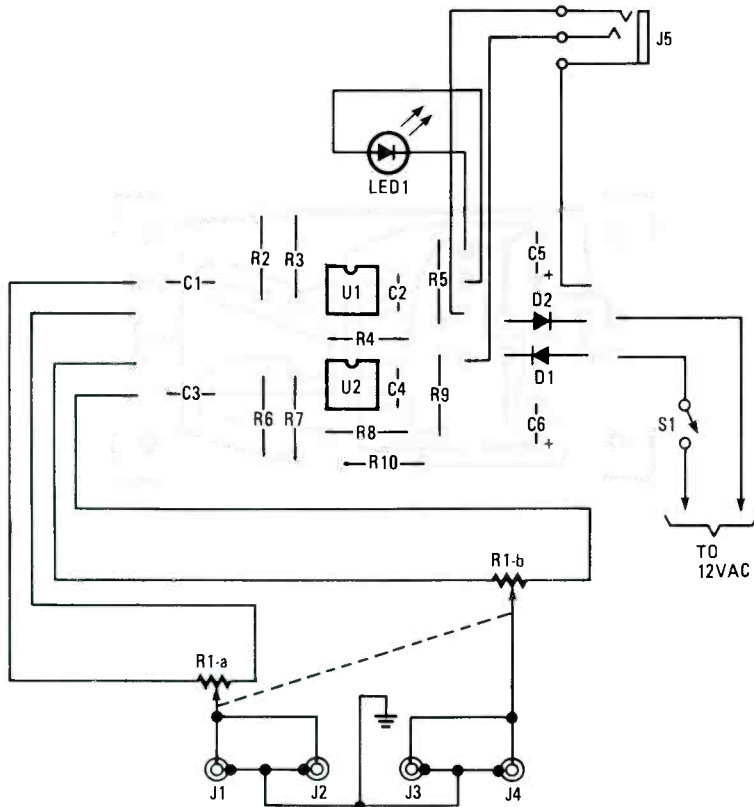 J5
LED1
R2
R3
C5
+
C1
U1
C2
R5
D2
R4
D1
C3
U2
C4
R9
R6
R7
S1
R8
C6
+
R10
TO
12VAC
R1-b
R1-a
J1
J2
J3
J4